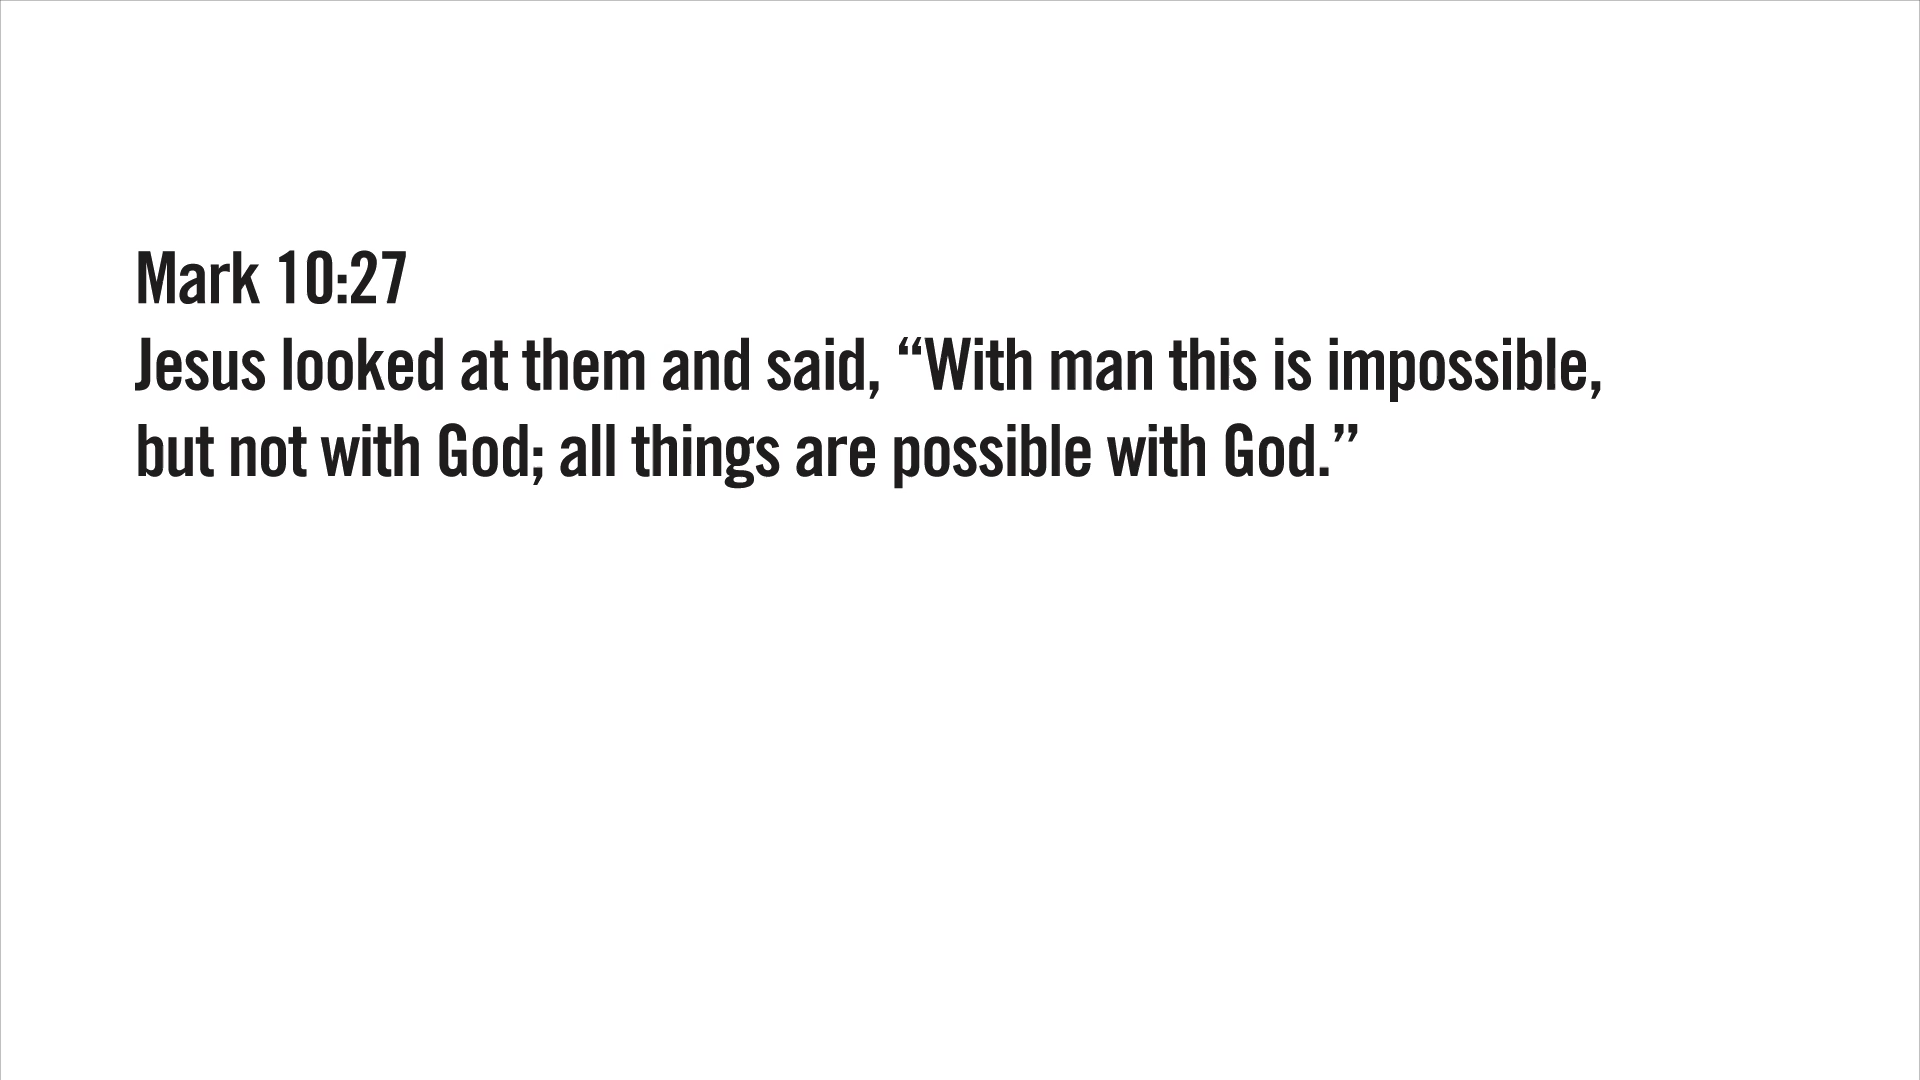 Mark 10:27
Jesus looked at them and said, “With man this is impossible,
but not with God; all things are possible with God.”